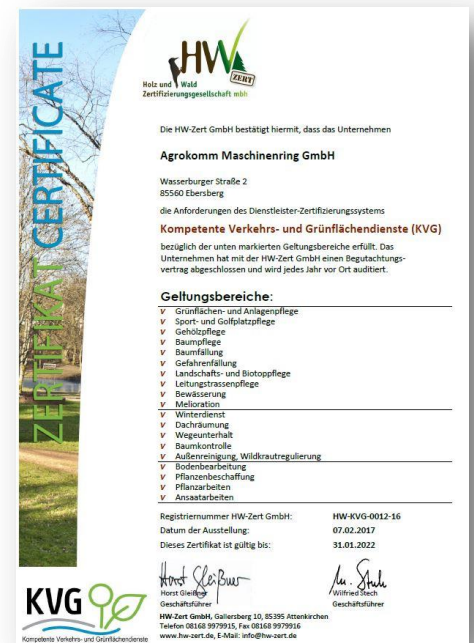 ZERTIFIKAT CERTIFICATE
HW
ZERT
Holz und Wald
Zertifizierungsgesellschaft mbh
Die HW-Zert GmbH bestätigt hiermit, dass das Unternehmen
Agrokomm Maschinenring GmbH
Wasserburger Straße 2
85560 Ebersberg
die Anforderungen des Dienstleister-Zertifizierungssystems
Kompetente Verkehrs- und Grünflächendienste (KVG)
bezüglich der unten markierten Geltungsbereiche erfüllt. Das
Unternehmen hat mit der HW-Zert GmbH einen Begutachtungs-
vertrag abgeschlossen und wird jedes Jahr vor Ort auditiert.
Geltungsbereiche:
v Grünflächen- und Anlagenpflege
v Sport- und Golfplatzpflege
v Gehölzpflege
v Baumpflege
v Baumfällung
v Gefahrenfällung
v Landschafts- und Biotoppflege
v Leitungstrassenpflege
v Bewässerung
v Melioration
v Winterdienst
v Dachräumung
v Wegeunterhalt
v Baumkontrolle
v Außenreinigung, Wildkrautregulierung
v Bodenbearbeitung
v Pflanzenbeschaffung
v Pflanzarbeiten
v Ansaatarbeiten
Registriernummer HW-Zert GmbH: HW-KVG-0012-16
Datum der Ausstellung: 07.02.2017
Dieses Zertifikat ist gültig bis: 31.01.2022
Horst Gleißner
Horst Gleißner Wilfried Stech
Geschäftsführer Geschäftsführer
KVG
Kompetente Verkehrs- und Grünflächendienste
HW-Zert GmbH, Gallersberg 10, 85395 Attenkirchen
Telefon 08168 9979915, Fax 08168 9979916
www.hw-zert.de, E-Mail: info@hw-zert.de